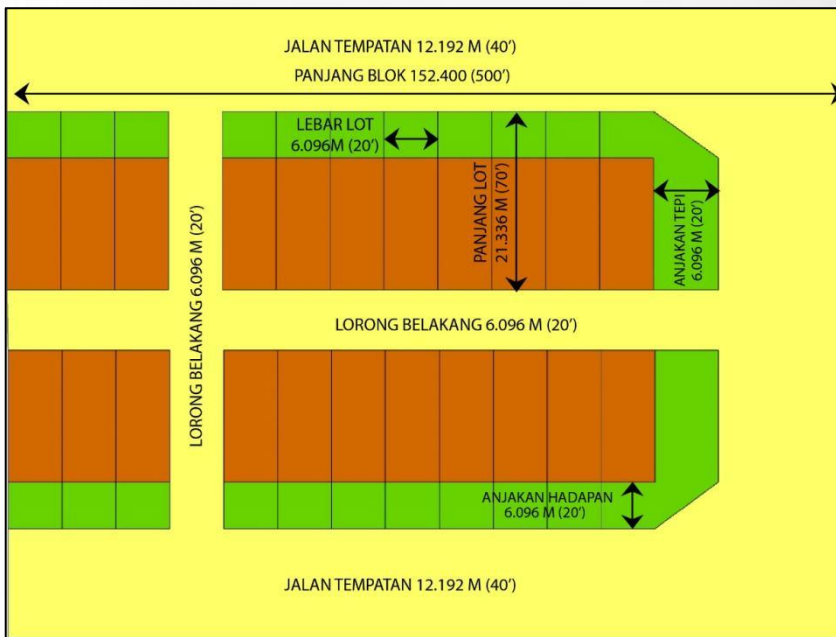 JALAN TEMPATAN 12.192 M (40')
PANJANG BLOK 152.400 (500')
LEBAR LOT
6.096M (20')
PANJANG LOT
21.336 M (70')
ANJAKAN TEPI
6.096 M (20')
LORONG BELAKANG 6.096 M (20')
LORONG BELAKANG 6.096 M (20')
ANJAKAN HADAPAN
6.096 M (20')
JALAN TEMPATAN 12.192 M (40')